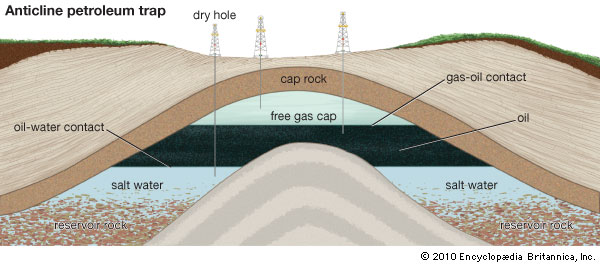 Anticline petroleum trap
dry hole
cap rock
gas-oil contact
free gas cap
oil
oil-water contact
salt water
salt water
reservoir rock
reservoir rock
© 2010 Encyclopædia Britannica, Inc.